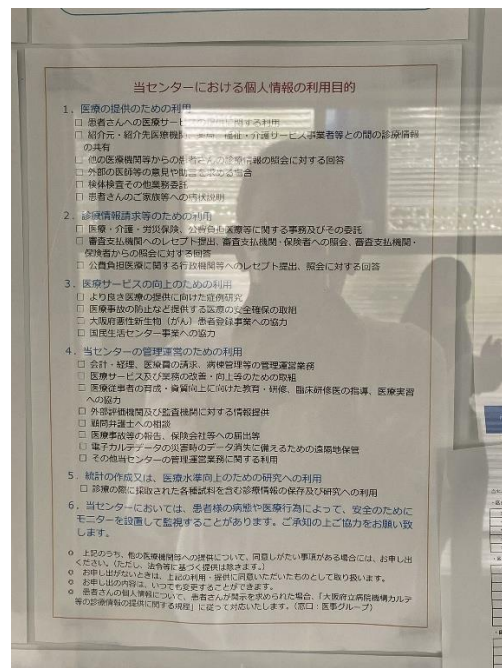 当センターにおける個人情報の利用目的
1. 医療の提供のための利用
□ 患者さんへの医療サービスの提供に関する利用
□ 紹介元・紹介先医療機関、薬局、福祉・介護サービス事業者等との間の診療情報
の共有
□ 他の医療機関等からの患者さんの診療情報の照会に対する回答
□ 外部の医師等の意見や助言を求める場合
□ 検体検査その他業務委託
□ 患者さんのご家族等への病状説明
2. 診療情報請求等のための利用
□ 医療・介護・労災保険、公費負担医療等に関する事務及びその委託
□ 審査支払機関へのレセプト提出、審査支払機関・保険者への照会、審査支払機関・
保険者からの照会に対する回答
□ 公費負担医療に関する行政機関等へのレセプト提出、照会に対する回答
3. 医療サービスの向上のための利用
□ より良き医療の提供に向けた症例研究
□ 医療事故の防止など提供する医療の安全確保の取組
□ 大阪府悪性新生物(がん)患者登録事業への協力
□ 国民生活センター事業への協力
4. 当センターの管理運営のための利用
□ 会計・経理、医療費の請求、病棟管理等の管理運営業務
□ 医療サービス及び業務の改善・向上等のための取組
□ 医療従事者の育成・資質向上に向けた教育・研修、臨床研修医の指導、医療実習
への協力
□ 外部評価機関及び監査機関に対する情報提供
□ 顧問弁護士への相談
□ 医療事故等の報告、保険会社等への届出等
□ 電子カルテデータの災害時のデータ消失に備えるための遠隔地保管
□ その他当センターの管理運営業務に関する利用
5. 統計の作成又は、医療水準向上のための研究への利用
□ 診療の際に採取された各種試料を含む診療情報の保存及び研究への利用
6. 当センターにおいては、患者様の病態や医療行為によって、安全のために
モニターを設置して監視することがあります。ご承知の上ご協力をお願い致
します。
○ 上記のうち、他の医療機関等への提供について、同意しがたい事項がある場合には、お申し出
ください。(ただし、法令等に基づく提供は除きます。)
○ お申し出がないときは、上記の利用・提供に同意いただいたものとして取り扱います。
○ お申し出の内容は、いつでも変更することができます。
○ 患者さんの個人情報について、患者さんが開示を求められた場合、「大阪府立病院機構カルテ
等の診療情報の提供に関する規程」に従って対応いたします。(窓口:医事グループ)